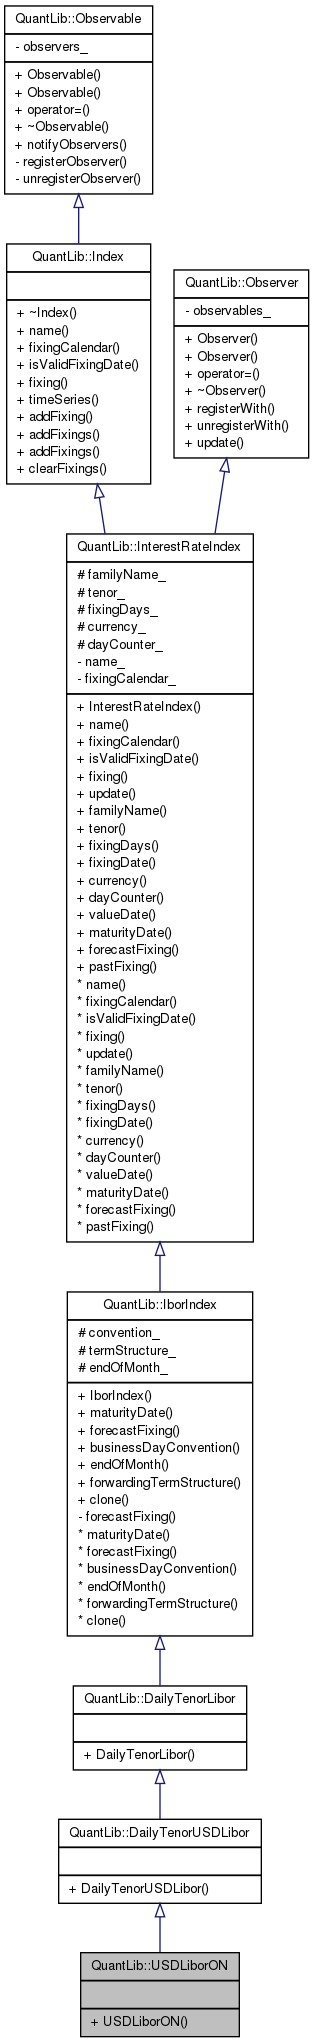 QuantLib::Observable
- observers_
+ Observable()
+ Observable()
+ operator=()
+ ~Observable()
+ notifyObservers()
- registerObserver()
- unregisterObserver()
QuantLib::Index
+ ~Index()
+ name()
+ fixingCalendar()
+ isValidFixingDate()
+ fixing()
+ timeSeries()
+ addFixing()
+ addFixings()
+ addFixings()
+ clearFixings()
QuantLib::Observer
- observables_
+ Observer()
+ Observer()
+ operator=()
+ ~Observer()
+ registerWith()
+ unregisterWith()
+ update()
QuantLib::InterestRateIndex
# familyName_
# tenor_
# fixingDays_
# currency_
# dayCounter_
- name_
- fixingCalendar_
+ InterestRateIndex()
+ name()
+ fixingCalendar()
+ isValidFixingDate()
+ fixing()
+ update()
+ familyName()
+ tenor()
+ fixingDays()
+ fixingDate()
+ currency()
+ dayCounter()
+ valueDate()
+ maturityDate()
+ forecastFixing()
+ pastFixing()
* name()
* fixingCalendar()
* isValidFixingDate()
* fixing()
* update()
* familyName()
* tenor()
* fixingDays()
* fixingDate()
* currency()
* dayCounter()
* valueDate()
* maturityDate()
* forecastFixing()
* pastFixing()
QuantLib::IborIndex
# convention_
# termStructure_
# endOfMonth_
+ IborIndex()
+ maturityDate()
+ forecastFixing()
+ businessDayConvention()
+ endOfMonth()
+ forwardingTermStructure()
+ clone()
- forecastFixing()
* maturityDate()
* forecastFixing()
* businessDayConvention()
* endOfMonth()
* forwardingTermStructure()
* clone()
QuantLib::DailyTenorLibor
+ DailyTenorLibor()
QuantLib::DailyTenorUSDLibor
+ DailyTenorUSDLibor()
QuantLib::USDLiborON
+ USDLiborON()